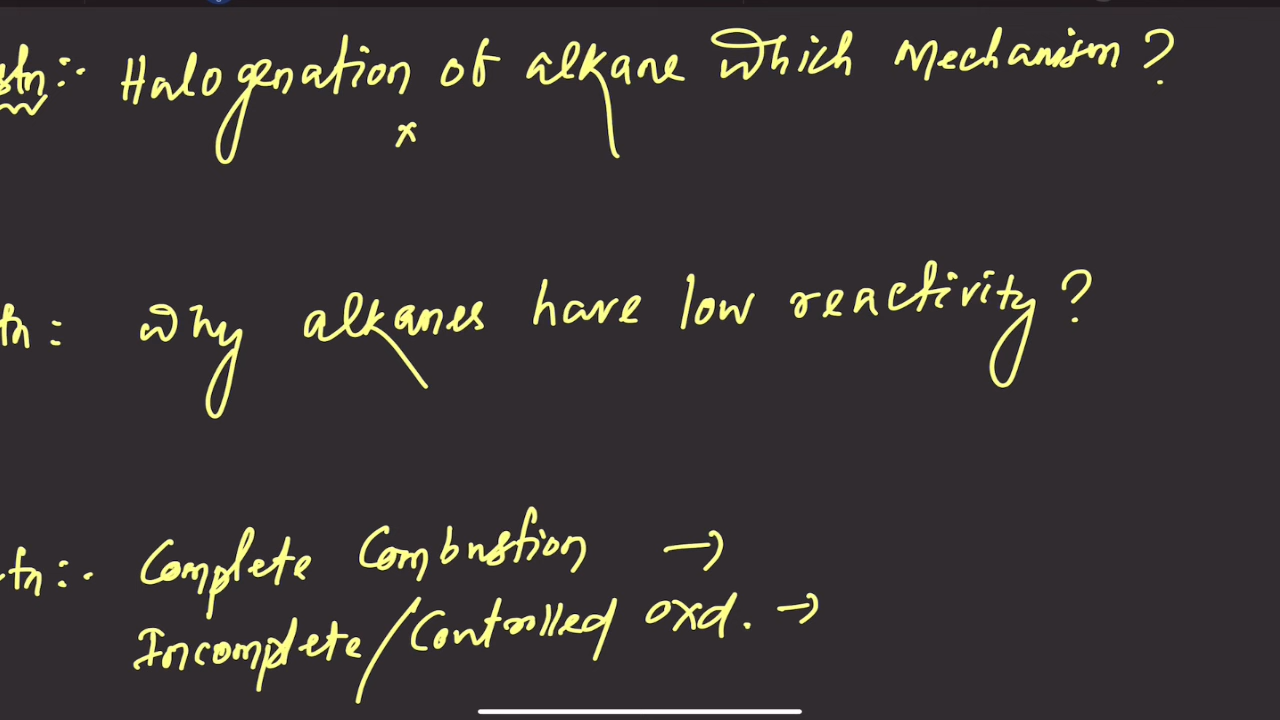 stn :- Halogenation of alkane which mechanism ?
x
tn : why alkanes have low reactivity ?
tn :- Complete Combustion →
Incomplete/Controlled oxd. →